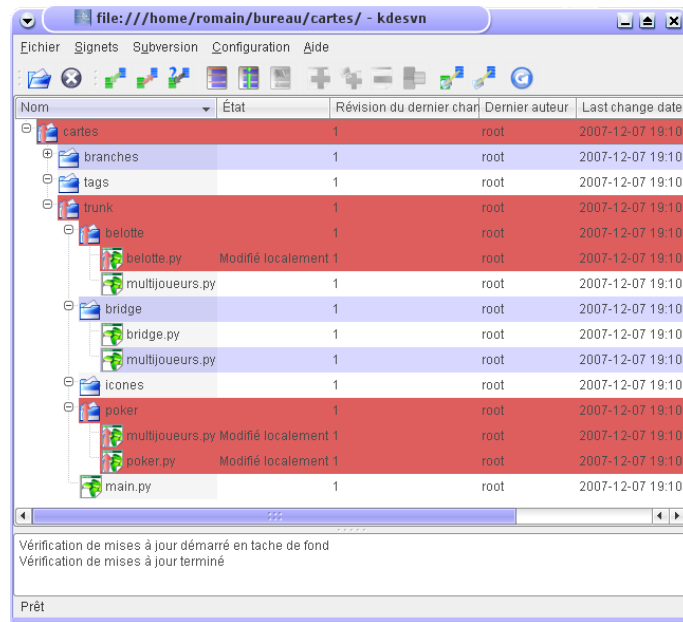 file:///home/romain/bureau/cartes/ - kdesvn
Fichier Signets Subversion Configuration Aide
Nom État Révision du dernier char Dernier auteur Last change date
cartes 1 root 2007-12-07 19:10
branches 1 root 2007-12-07 19:10
tags 1 root 2007-12-07 19:10
trunk 1 root 2007-12-07 19:10
belotte 1 root 2007-12-07 19:10
belotte.py Modifié localement 1 root 2007-12-07 19:10
multijoueurs.py 1 root 2007-12-07 19:10
bridge 1 root 2007-12-07 19:10
bridge.py 1 root 2007-12-07 19:10
multijoueurs.py 1 root 2007-12-07 19:10
icones 1 root 2007-12-07 19:10
poker 1 root 2007-12-07 19:10
multijoueurs.py Modifié localement 1 root 2007-12-07 19:10
poker.py Modifié localement 1 root 2007-12-07 19:10
main.py 1 root 2007-12-07 19:10
Vérification de mises à jour démarré en tache de fond
Vérification de mises à jour terminé
Prêt